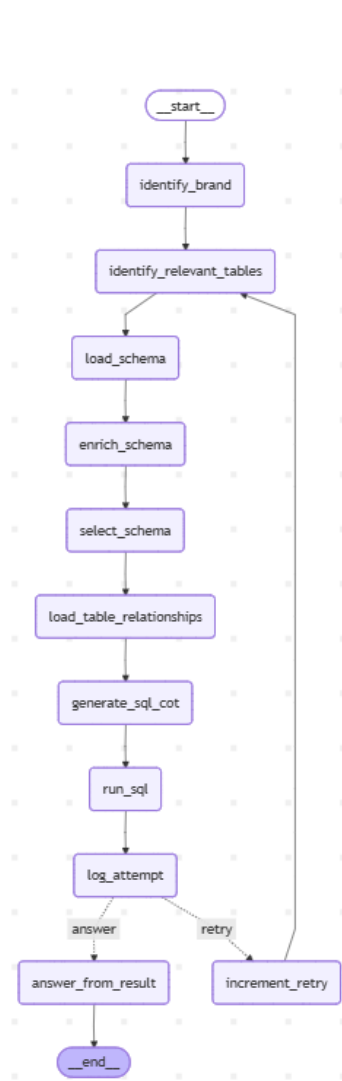 __start__
identify_brand
identify_relevant_tables
load_schema
enrich_schema
select_schema
load_table_relationships
generate_sql_cot
run_sql
log_attempt
answer
retry
answer_from_result
increment_retry
__end__